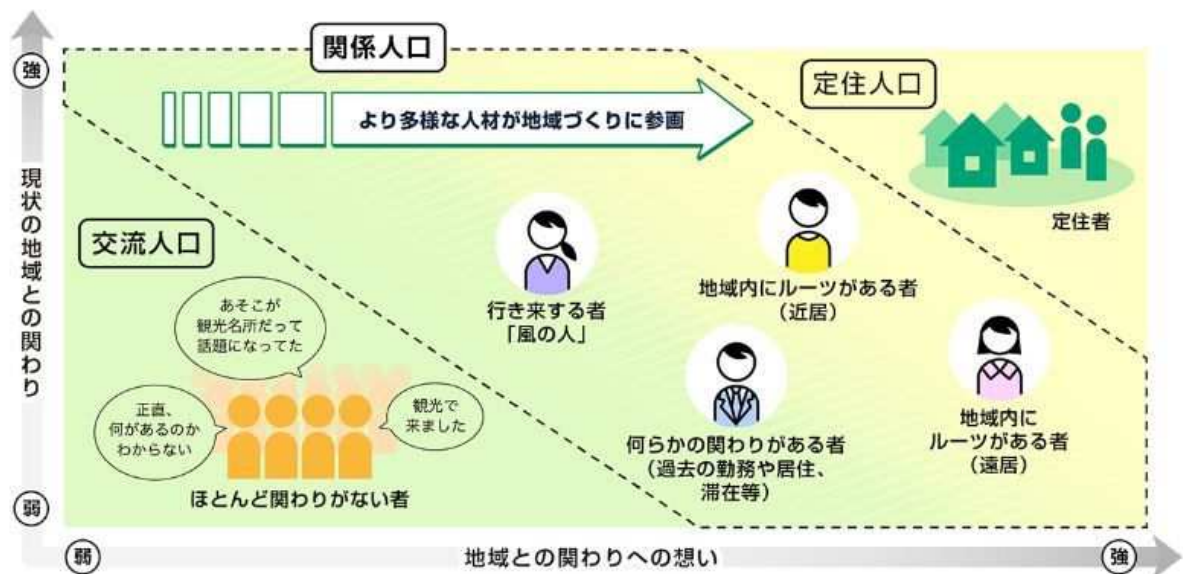 関係人口
強
定住人口
より多様な人材が地域づくりに参画
現状の地域との関わり
定住者
交流人口
地域内にルーツがある者
（近居）
行き来する者
「風の人」
あそこが
観光名所だって
話題になってた
正直、
何があるのか
わからない
観光で
来ました
ほとんど関わりがない者
何らかの関わりがある者
（過去の勤務や居住、
滞在等）
地域内に
ルーツがある者
（遠居）
弱
弱
地域との関わりへの想い
強